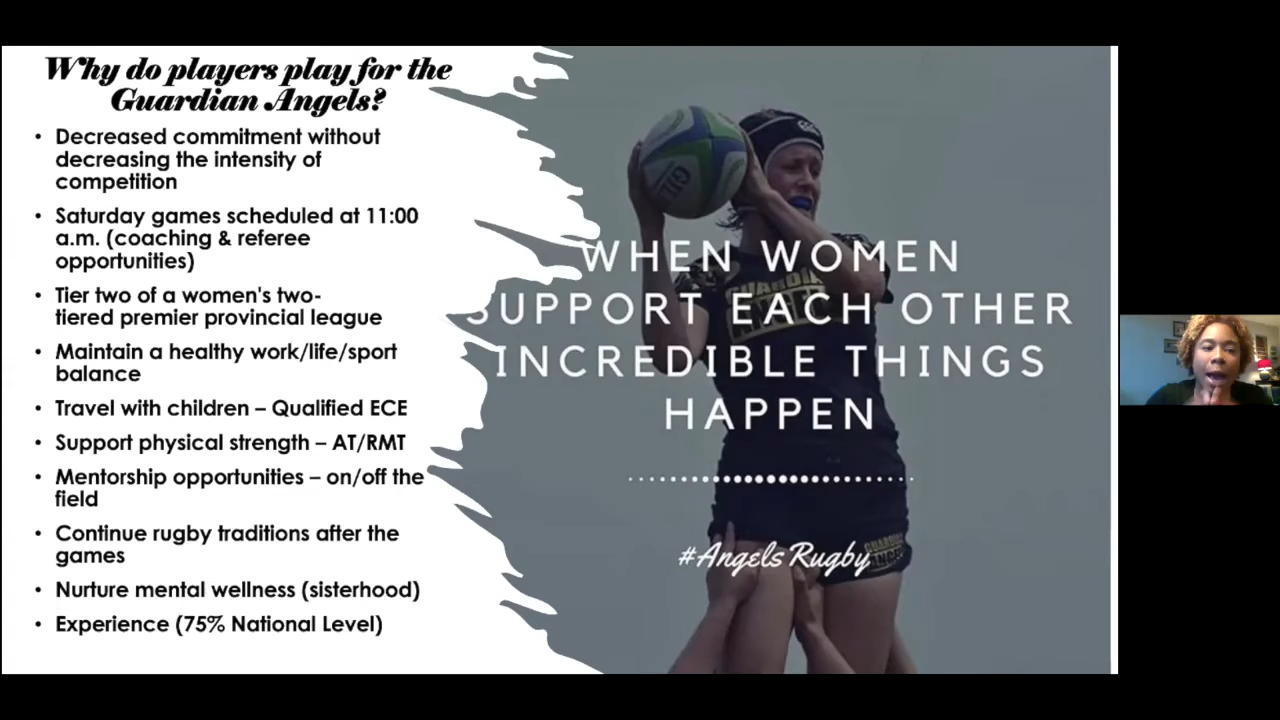 Why do players play for the
Guardian Angels?
• Decreased commitment without
decreasing the intensity of
competition
• Saturday games scheduled at 11:00
a.m. (coaching & referee
opportunities)
• Tier two of a women's two-
tiered premier provincial league
• Maintain a healthy work/life/sport
balance
• Travel with children – Qualified ECE
• Support physical strength – AT/RMT
• Mentorship opportunities – on/off the
field
• Continue rugby traditions after the
games
• Nurture mental wellness (sisterhood)
• Experience (75% National Level)
WHEN WOMEN
SUPPORT EACH OTHER
INCREDIBLE THINGS
HAPPEN
#Angels Rugby